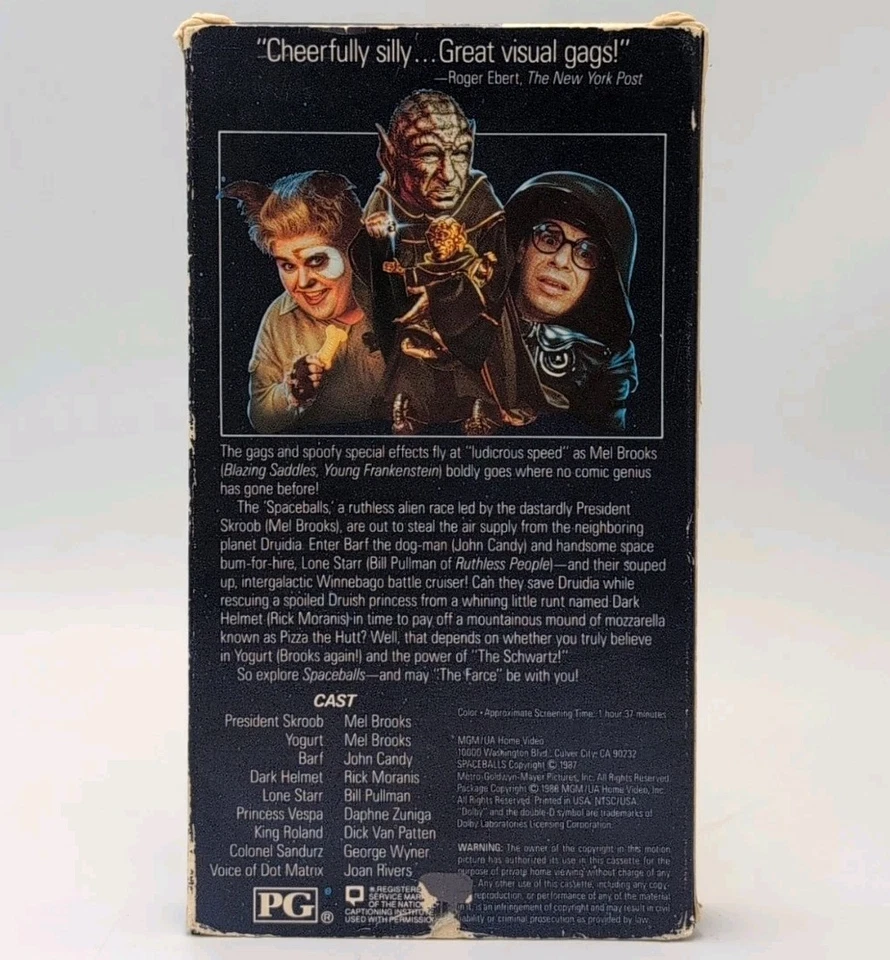 "Cheerfully silly...Great visual gags!"
—Roger Ebert, The New York Post
The gags and spoofy special effects fly at "ludicrous speed" as Mel Brooks
(Blazing Saddles, Young Frankenstein) boldly goes where no comic genius
has gone before!
The 'Spaceballs,' a ruthless alien race led by the dastardly President
Skroob (Mel Brooks), are out to steal the air supply from the neighboring
planet Druidia. Enter Barf the dog-man (John Candy) and handsome space
bum-for-hire, Lone Starr (Bill Pullman of Ruthless People)—and their souped
up, intergalactic Winnebago battle cruiser! Can they save Druidia while
rescuing a spoiled Druish princess from a whining little runt named Dark
Helmet (Rick Moranis) in time to pay off a mountainous mound of mozzarella
known as Pizza the Hutt? Well, that depends on whether you truly believe
in Yogurt (Brooks again!) and the power of "The Schwartz!"
So explore Spaceballs—and may "The Farce" be with you!
CAST
President Skroob Mel Brooks
Yogurt Mel Brooks
Barf John Candy
Dark Helmet Rick Moranis
Lone Starr Bill Pullman
Princess Vespa Daphne Zuniga
King Roland Dick Van Patten
Colonel Sandurz George Wyner
Voice of Dot Matrix Joan Rivers
PG ®
REGISTERE
SERVICE MAR
OF THE NATIO
CAPTIONING INSTITUTE
USED WITH PERMISSIO
Color • Approximate Screening Time: 1 hour 37 minutes
MGM/UA Home Video
10000 Washington Blvd., Culver City, CA 90232
SPACEBALLS Copyright © 1987
Metro-Goldwyn-Mayer Pictures, Inc. All Rights Reserved.
Package Copyright © 1986 MGM/UA Home Video, Inc.
All Rights Reserved. Printed in USA. NTSC/USA.
"Dolby" and the double-D symbol are trademarks of
Dolby Laboratories Licensing Corporation.
WARNING: The owner of the copyright in this motion
picture has authorized its use in this cassette for the
purpose of private home viewing without charge of any
Any other use of this cassette, including any copy,
reproduction, or performance of any of the material
in it, is an infringement of copyright and may result in civil
liability or criminal prosecution as provided by law.